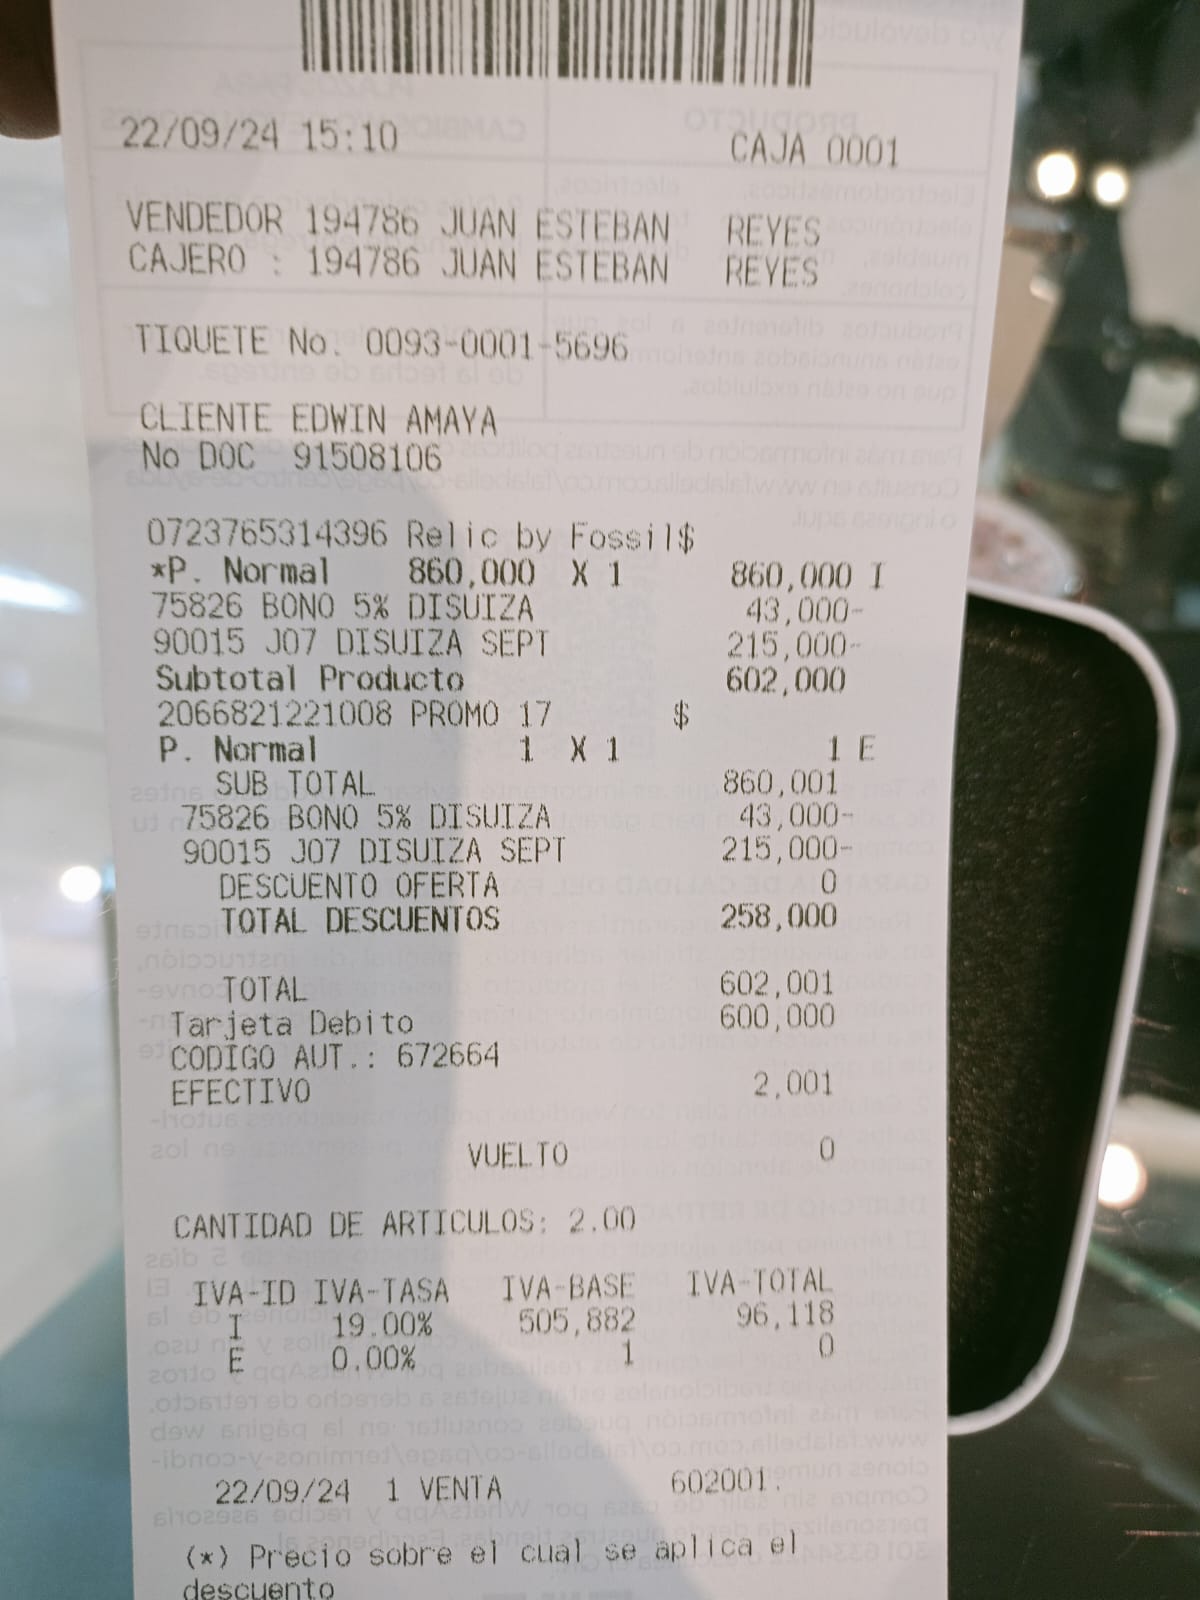 22/09/24 15:10 CAJA 0001
VENDEDOR 194786 JUAN ESTEBAN REYES
CAJERO : 194786 JUAN ESTEBAN REYES
TIQUETE No. 0093-0001-5696
CLIENTE EDWIN AMAYA
No DOC 91508106
0723765314396 Relic by Fossil$
*P. Normal 860,000 X 1 860,000 I
75826 BONO 5% DISUIZA 43,000-
90015 J07 DISUIZA SEPT 215,000-
Subtotal Producto 602,000
2066821221008 PROMO 17 $
P. Normal 1 X 1 1 E
SUB TOTAL 860,001
75826 BONO 5% DISUIZA 43,000-
90015 J07 DISUIZA SEPT 215,000-
DESCUENTO OFERTA 0
TOTAL DESCUENTOS 258,000
TOTAL 602,001
Tarjeta Debito 600,000
CODIGO AUT.: 672664
EFECTIVO 2,001
VUELTO 0
CANTIDAD DE ARTICULOS: 2.00
IVA-ID IVA-TASA IVA-BASE IVA-TOTAL
I 19.00% 505,882 96,118
E 0.00% 1 0
22/09/24 1 VENTA 602001.
(*) Precio sobre el cual se aplica el
descuento